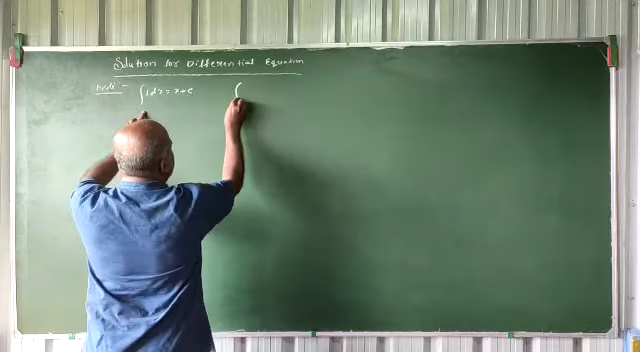 Solution for Differential Equation
Note:- ∫1dx = x+c ∫